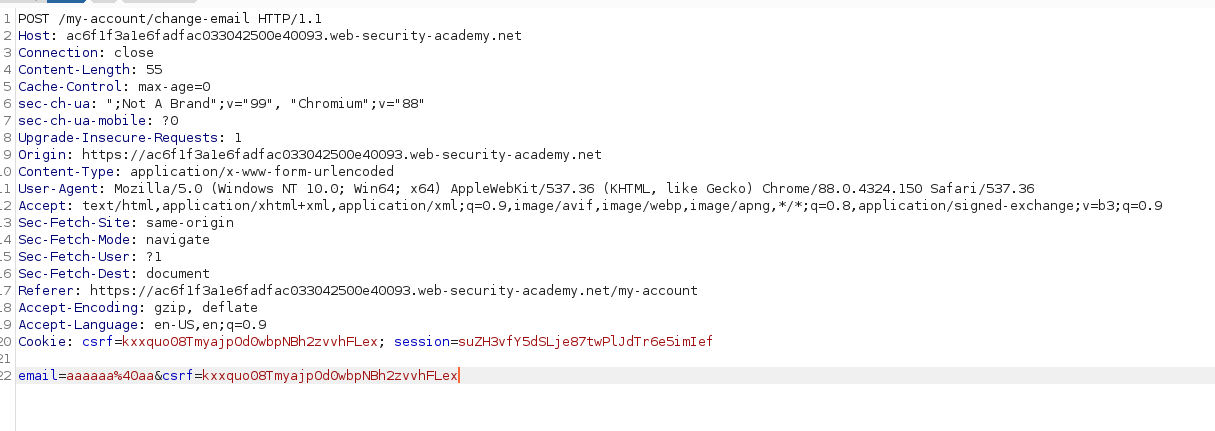 1 POST /my-account/change-email HTTP/1.1
2 Host: ac6f1f3a1e6fadfac033042500e40093.web-security-academy.net
3 Connection: close
4 Content-Length: 55
5 Cache-Control: max-age=0
6 sec-ch-ua: ";Not A Brand";v="99", "Chromium";v="88"
7 sec-ch-ua-mobile: ?0
8 Upgrade-Insecure-Requests: 1
9 Origin: https://ac6f1f3a1e6fadfac033042500e40093.web-security-academy.net
10 Content-Type: application/x-www-form-urlencoded
11 User-Agent: Mozilla/5.0 (Windows NT 10.0; Win64; x64) AppleWebKit/537.36 (KHTML, like Gecko) Chrome/88.0.4324.150 Safari/537.36
12 Accept: text/html,application/xhtml+xml,application/xml;q=0.9,image/avif,image/webp,image/apng,*/*;q=0.8,application/signed-exchange;v=b3;q=0.9
13 Sec-Fetch-Site: same-origin
14 Sec-Fetch-Mode: navigate
15 Sec-Fetch-User: ?1
16 Sec-Fetch-Dest: document
17 Referer: https://ac6f1f3a1e6fadfac033042500e40093.web-security-academy.net/my-account
18 Accept-Encoding: gzip, deflate
19 Accept-Language: en-US,en;q=0.9
20 Cookie: csrf=kxxquo08TmyajpOd0wbpNBh2zvvhFLex; session=suZH3vfY5dSLje87twPlJdTr6e5imIef
21
22 email=aaaaaa%40aa&csrf=kxxquo08TmyajpOd0wbpNBh2zvvhFLex